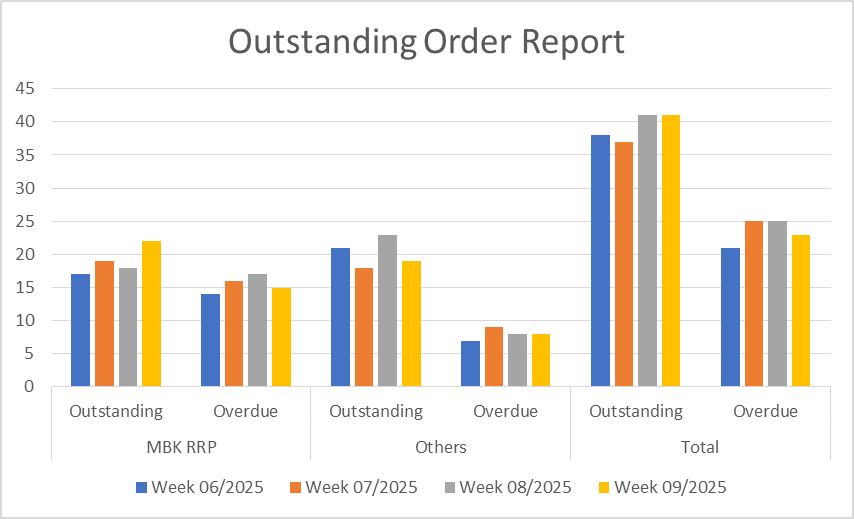 Outstanding Order Report
45
40
35
30
25
20
15
10
5
0
Outstanding Overdue Outstanding Overdue Outstanding Overdue
MBK RRP Others Total
Week 06/2025 Week 07/2025 Week 08/2025 Week 09/2025